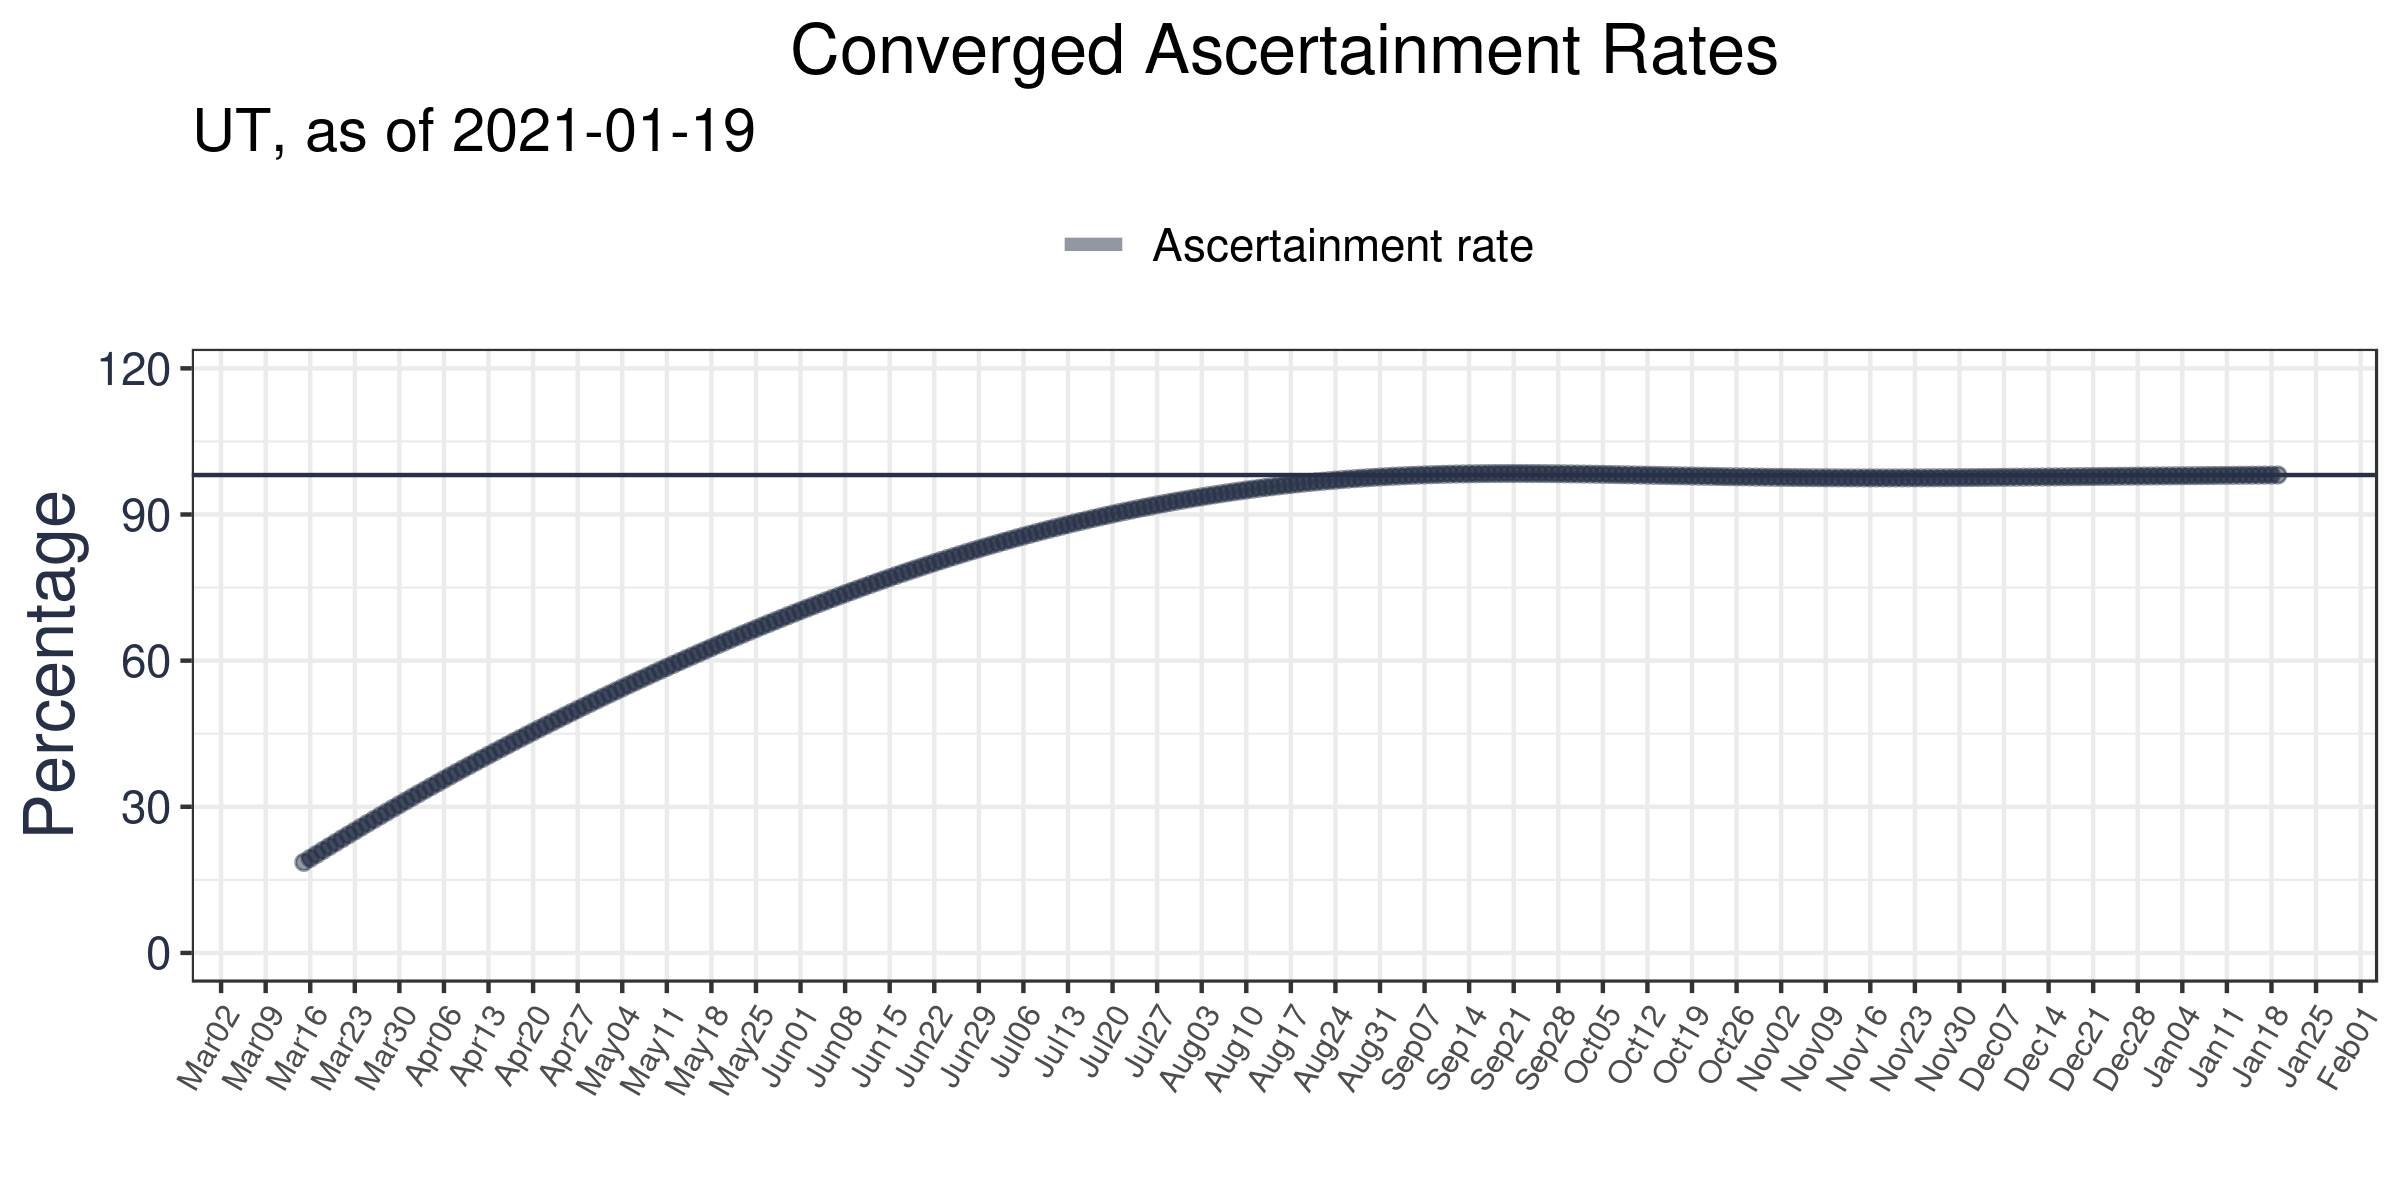 Converged Ascertainment Rates
UT, as of 2021-01-19
Ascertainment rate
Percentage
120
90
60
30
0
Mar02
Mar09
Mar16
Mar23
Mar30
Apr06
Apr13
Apr20
Apr27
May04
May11
May18
May25
Jun01
Jun08
Jun15
Jun22
Jun29
Jul06
Jul13
Jul20
Jul27
Aug03
Aug10
Aug17
Aug24
Aug31
Sep07
Sep14
Sep21
Sep28
Oct05
Oct12
Oct19
Oct26
Nov02
Nov09
Nov16
Nov23
Nov30
Dec07
Dec14
Dec21
Dec28
Jan04
Jan11
Jan18
Jan25
Feb01